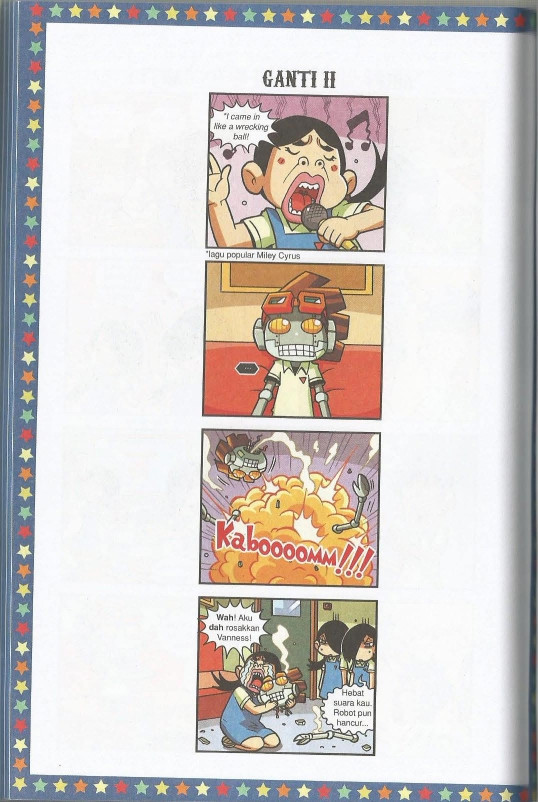 GANTI II
"I came in
like a wrecking
ball!
*lagu popular Miley Cyrus
...
Kaboooomm!!!
Wah! Aku
dah rosakkan
Vanness!
Hebat
suara kau.
Robot pun
hancur...